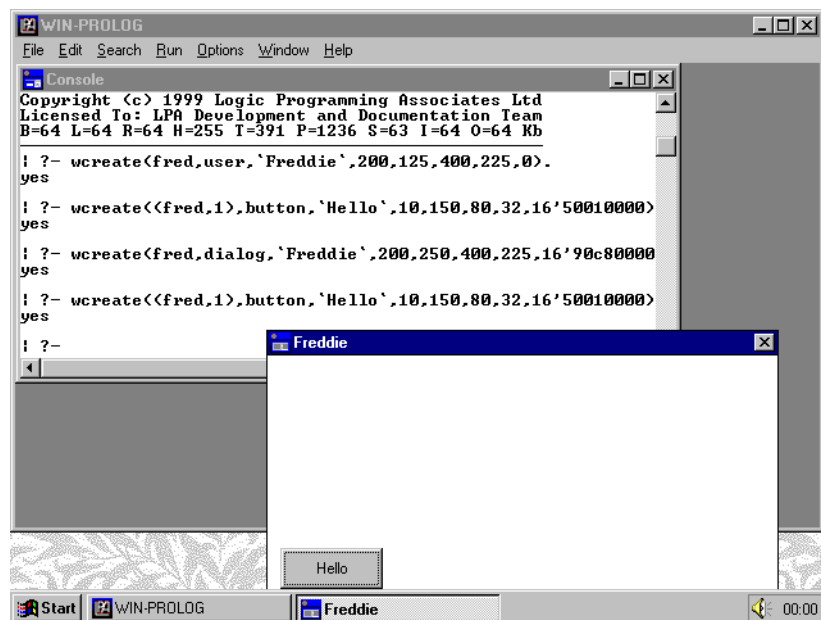 WIN-PROLOG
File Edit Search Run Options Window Help
Console
Copyright (c) 1999 Logic Programming Associates Ltd
Licensed To: LPA Development and Documentation Team
B=64 L=64 R=64 H=255 T=391 P=1236 S=63 I=64 O=64 Kb
| ?- wcreate(fred,user,`Freddie`,200,125,400,225,0).
yes
| ?- wcreate((fred,1),button,`Hello`,10,150,80,32,16'50010000)
yes
| ?- wcreate(fred,dialog,`Freddie`,200,250,400,225,16'90c80000
yes
| ?- wcreate((fred,1),button,`Hello`,10,150,80,32,16'50010000)
yes
| ?-
Freddie
Hello
Start WIN-PROLOG Freddie 00:00